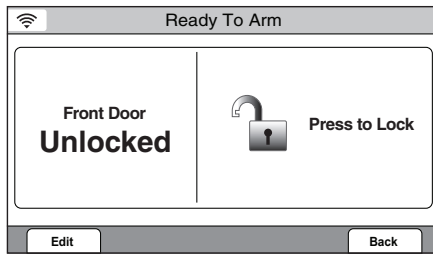 Ready To Arm
Front Door
Unlocked
Press to Lock
Edit
Back